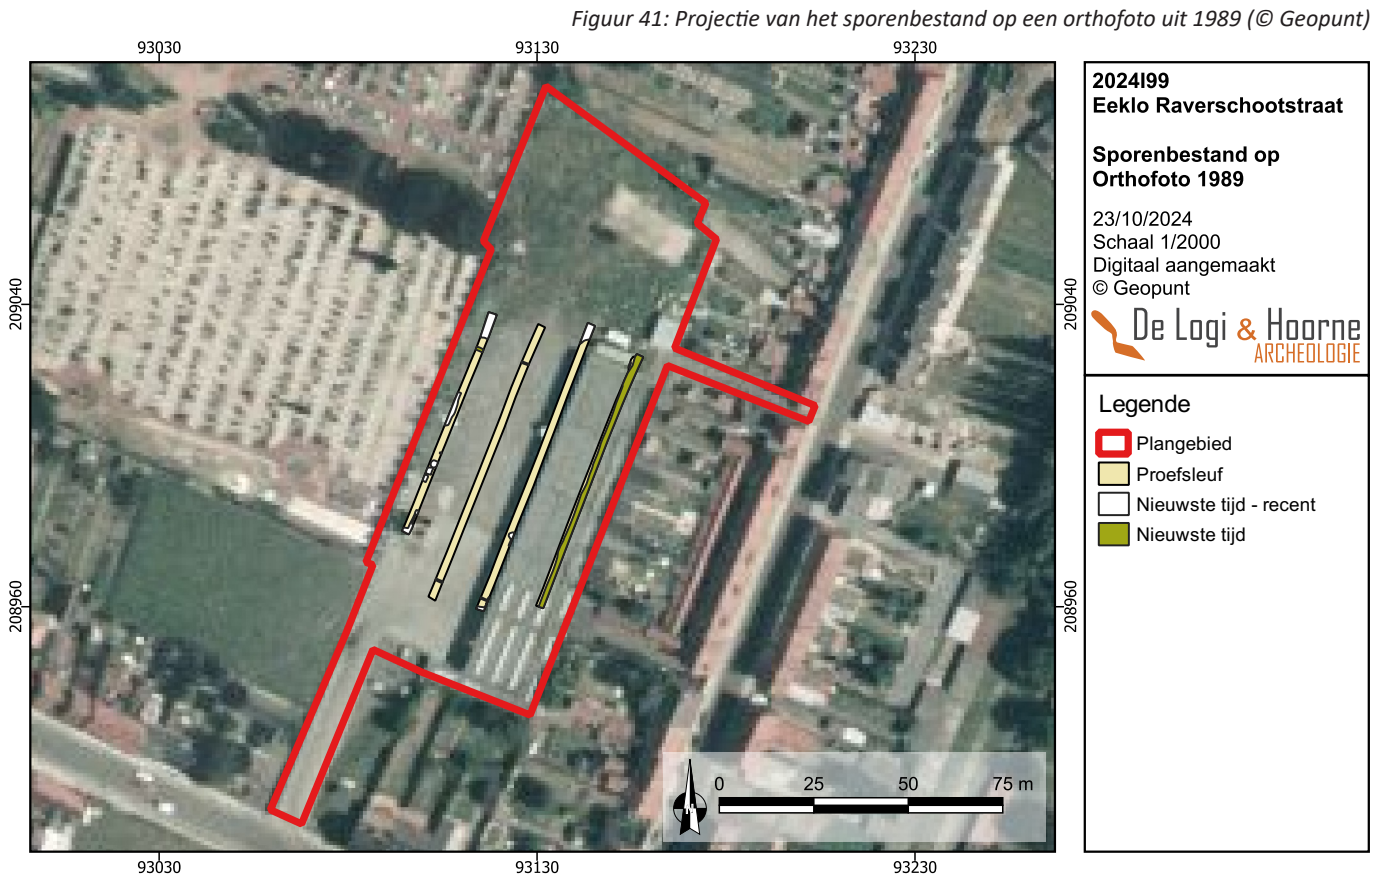 Figuur 41: Projectie van het sporenbestand op een orthofoto uit 1989 (© Geopunt)
93030
93130
93230
209040
209040
208960
208960
93030
93130
93230
0 25 50 75 m
2024I99
Eeklo Raverschootstraat
Sporenbestand op
Orthofoto 1989
23/10/2024
Schaal 1/2000
Digitaal aangemaakt
© Geopunt
De Logi & Hoorne
ARCHEOLOGIE
Legende
Plangebied
Proefsleuf
Nieuwste tijd - recent
Nieuwste tijd